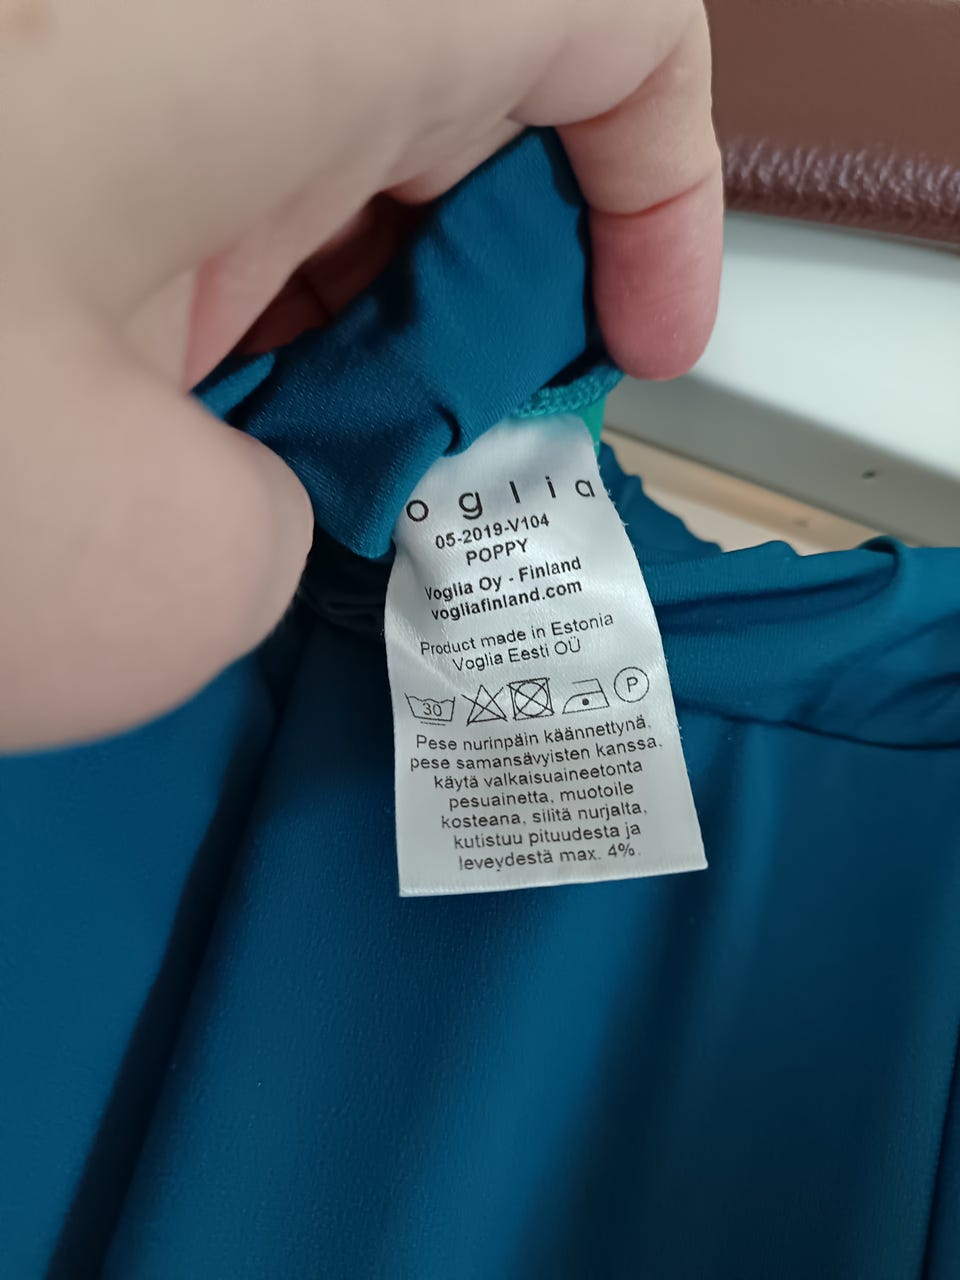 oglia
05-2019-V104
POPPY
Voglia Oy - Finland
vogliafinland.com
Product made in Estonia
Voglia Eesti OÜ
30 P
Pese nurinpäin käännettynä,
pese samansävyisten kanssa,
käytä valkaisuaineetonta
pesuainetta, muotoile
kosteana, silitä nurjalta,
kutistuu pituudesta ja
leveydestä max. 4%.